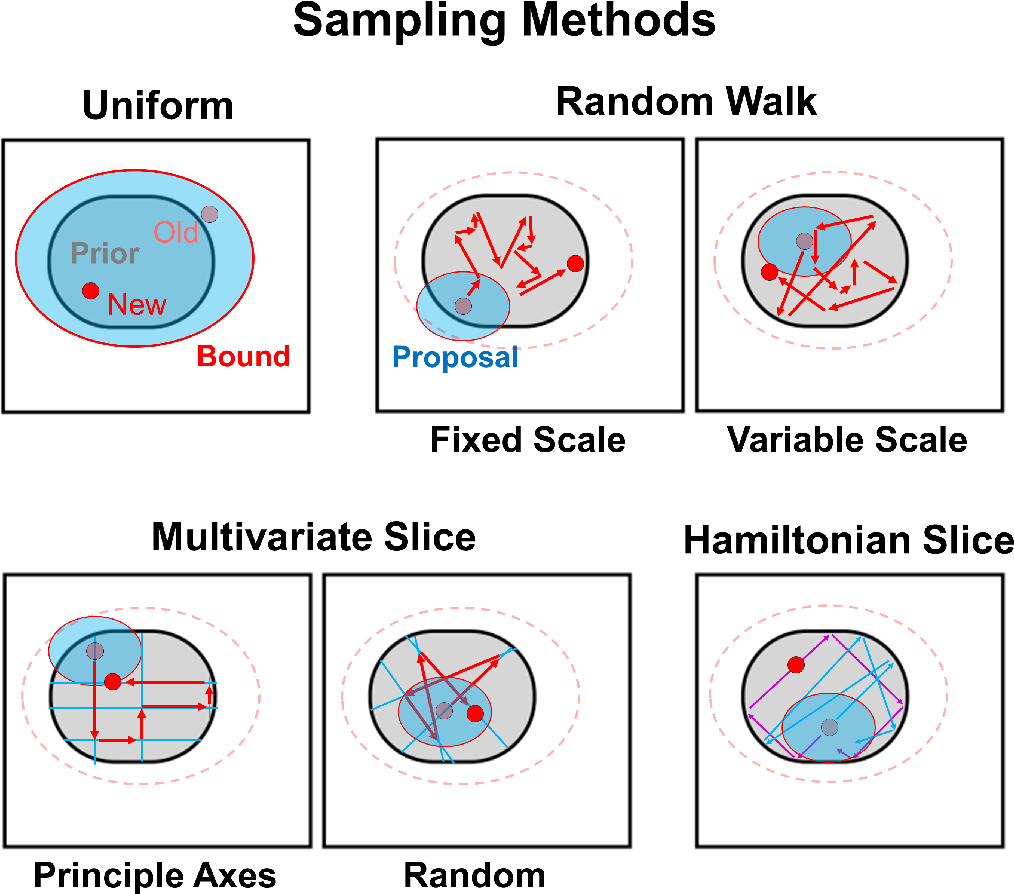 Sampling Methods
Uniform
Random Walk
Old
Prior
New
Bound
Proposal
Fixed Scale
Variable Scale
Multivariate Slice
Hamiltonian Slice
Principle Axes
Random